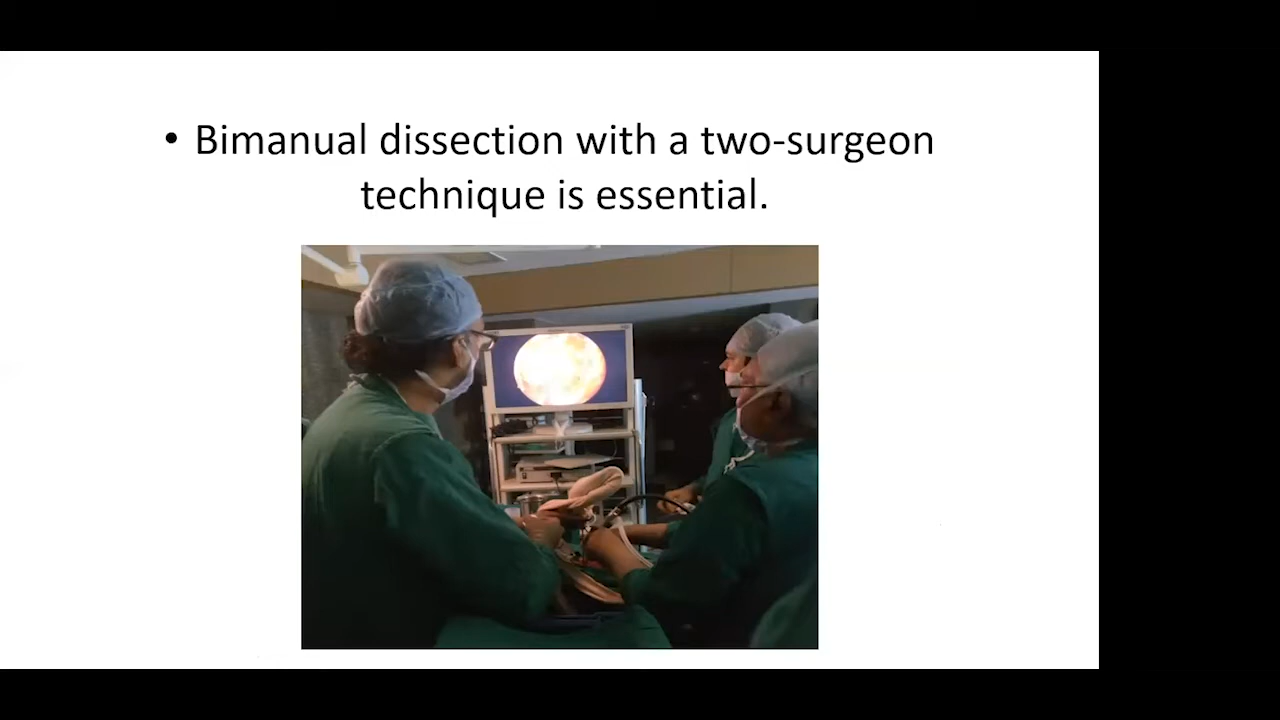 • Bimanual dissection with a two-surgeon
technique is essential.